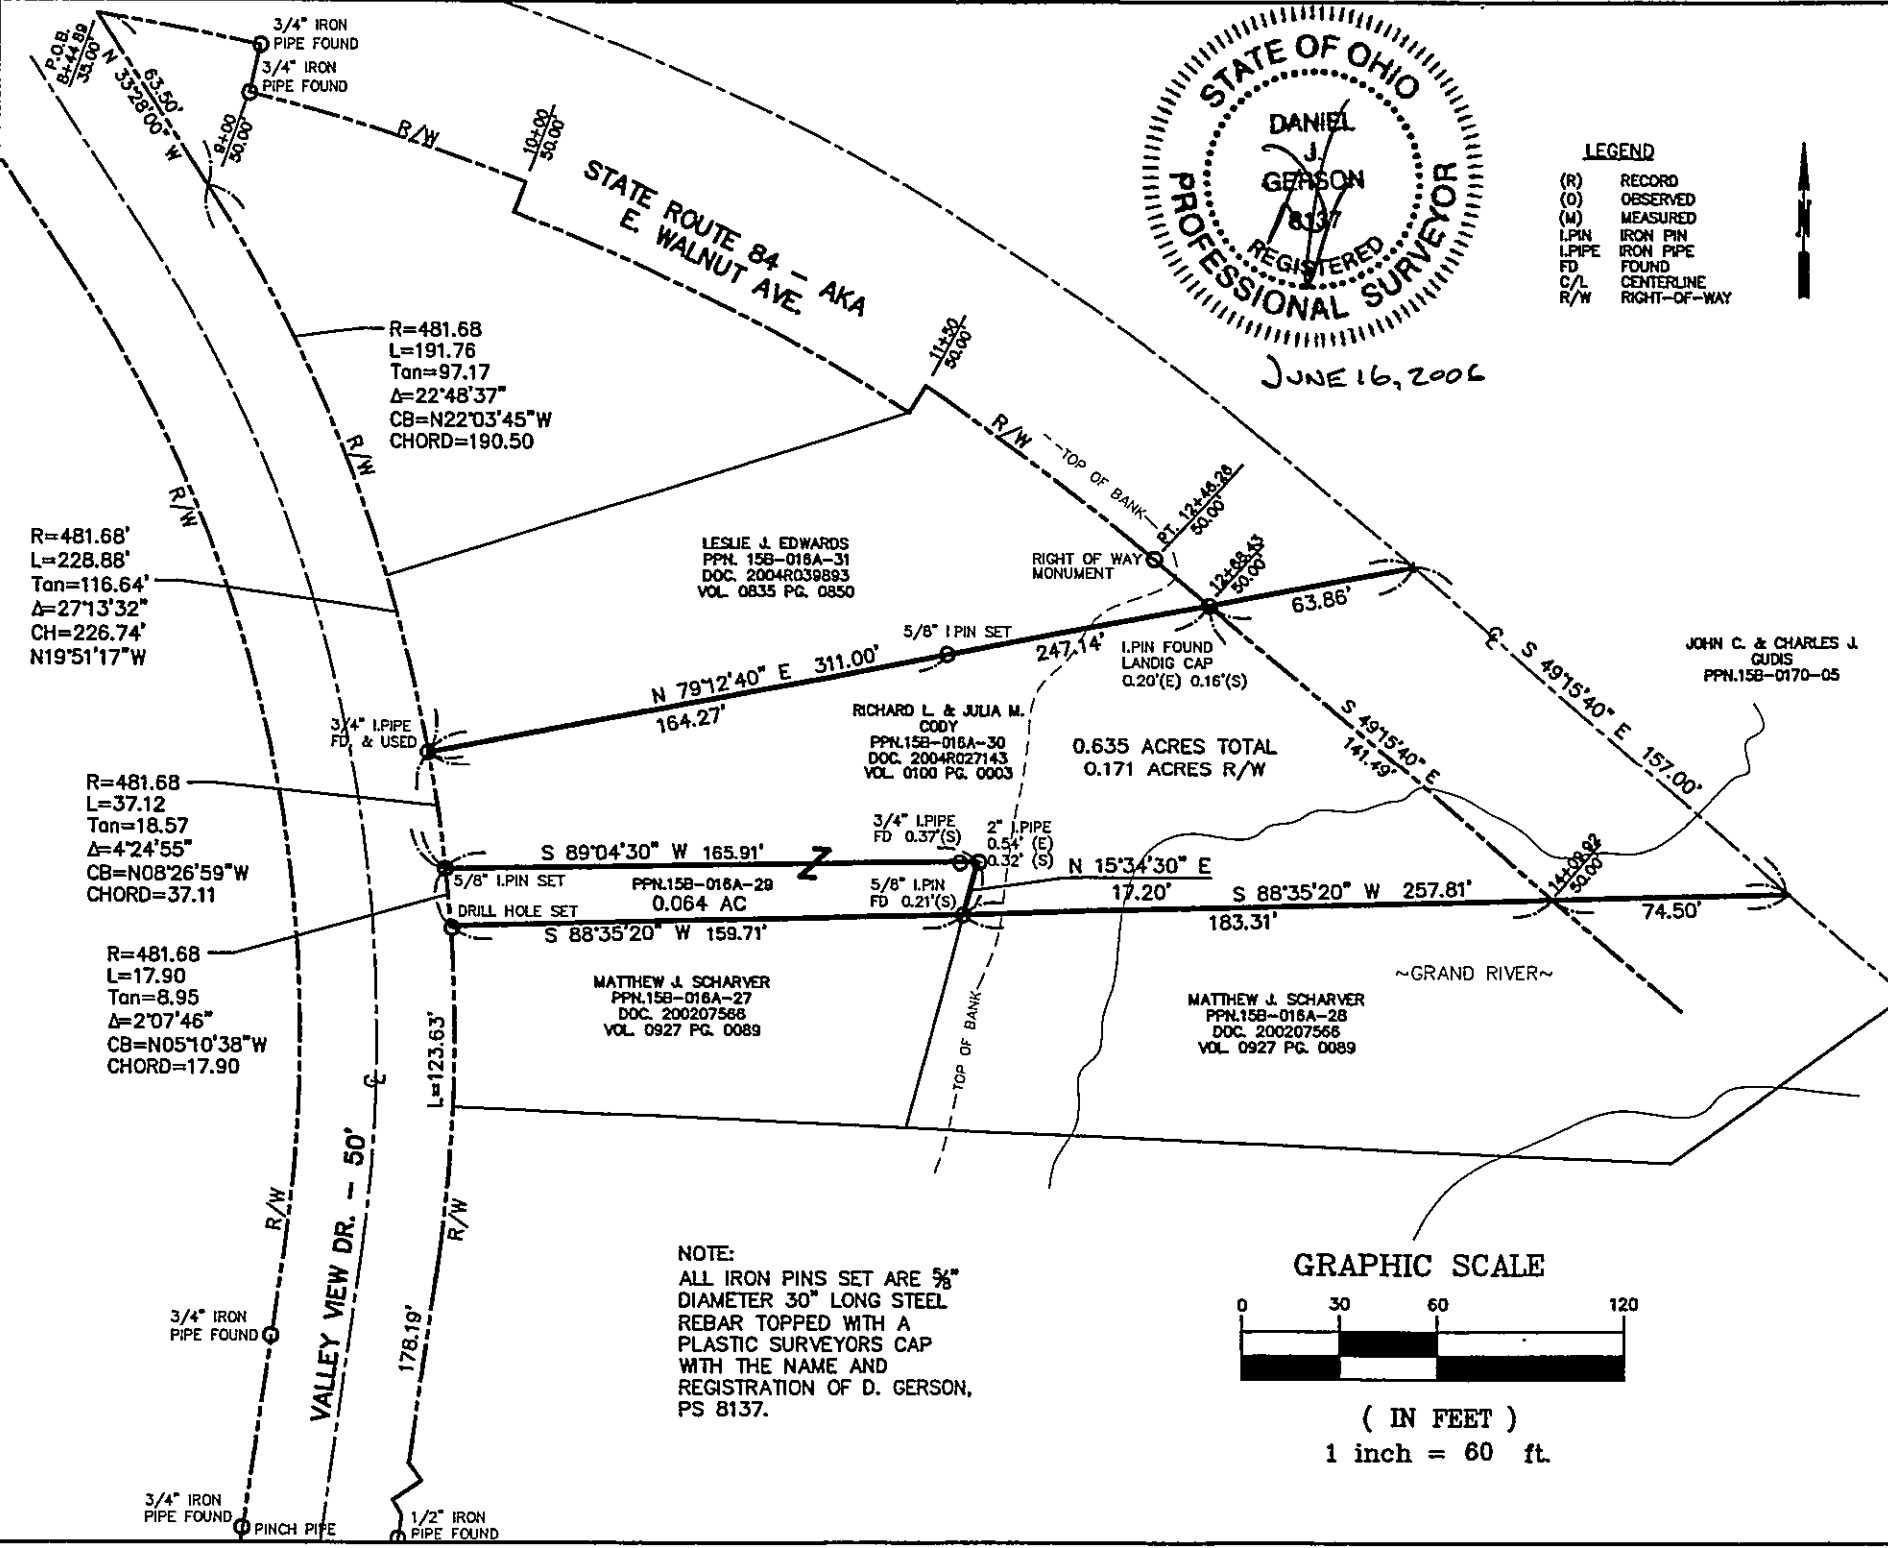 P.O.B.
8+44.89
35.00'
63.50'
N 33°28'00" W
3/4" IRON
PIPE FOUND
3/4" IRON
PIPE FOUND
9+00
50.00'
R/W
10+00
50.00'
STATE ROUTE 84 – AKA
E. WALNUT AVE.
11+50
50.00'
STATE OF OHIO
DANIEL
J.
GERSON
8137
REGISTERED
PROFESSIONAL SURVEYOR
JUNE 16, 2006
LEGEND
(R) RECORD
(O) OBSERVED
(M) MEASURED
I.PIN IRON PIN
I.PIPE IRON PIPE
FD FOUND
C/L CENTERLINE
R/W RIGHT-OF-WAY
N
R=481.68
L=191.76
Tan=97.17
Δ=22°48'37"
CB=N22°03'45"W
CHORD=190.50
R/W
R/W
R/W
TOP OF BANK
PT. 12+46.26
50.00'
RIGHT OF WAY
MONUMENT
12+68.43
50.00'
R=481.68'
L=228.88'
Tan=116.64'
Δ=27°13'32"
CH=226.74'
N19°51'17"W
LESLIE J. EDWARDS
PPN. 15B-016A-31
DOC. 2004R039893
VOL. 0835 PG. 0850
5/8" I.PIN SET
247.14'
63.86'
I.PIN FOUND
LANDIG CAP
0.20'(E) 0.16'(S)
N 79°12'40" E 311.00'
164.27'
3/4" I.PIPE
FD. & USED
S 49°15'40" E 157.00'
JOHN C. & CHARLES J.
GUDIS
PPN.15B-0170-05
RICHARD L. & JULIA M.
CODY
PPN.15B-016A-30
DOC. 2004R027143
VOL. 0100 PG. 0003
0.635 ACRES TOTAL
0.171 ACRES R/W
S 49°15'40" E
141.49'
R=481.68
L=37.12
Tan=18.57
Δ=4°24'55"
CB=N08°26'59"W
CHORD=37.11
3/4" I.PIPE
FD 0.37'(S)
2" I.PIPE
0.54' (E)
0.32' (S)
S 89°04'30" W 165.91'
Z
5/8" I.PIN SET
PPN.15B-016A-29
0.064 AC
5/8" I.PIN
FD 0.21'(S)
N 15°34'30" E
17.20'
DRILL HOLE SET
S 88°35'20" W 159.71'
S 88°35'20" W 257.81'
183.31'
14+09.92
50.00'
74.50'
R=481.68
L=17.90
Tan=8.95
Δ=2°07'46"
CB=N05°10'38"W
CHORD=17.90
MATTHEW J. SCHARVER
PPN.15B-016A-27
DOC. 200207566
VOL. 0927 PG. 0089
~GRAND RIVER~
MATTHEW J. SCHARVER
PPN.15B-016A-28
DOC. 200207566
VOL. 0927 PG. 0089
L=123.63'
TOP OF BANK
VALLEY VIEW DR. – 50'
R/W
R/W
178.19'
3/4" IRON
PIPE FOUND
3/4" IRON
PIPE FOUND
PINCH PIPE
1/2" IRON
PIPE FOUND
NOTE:
ALL IRON PINS SET ARE ⅝"
DIAMETER 30" LONG STEEL
REBAR TOPPED WITH A
PLASTIC SURVEYORS CAP
WITH THE NAME AND
REGISTRATION OF D. GERSON,
PS 8137.
GRAPHIC SCALE
0 30 60 120
( IN FEET )
1 inch = 60 ft.